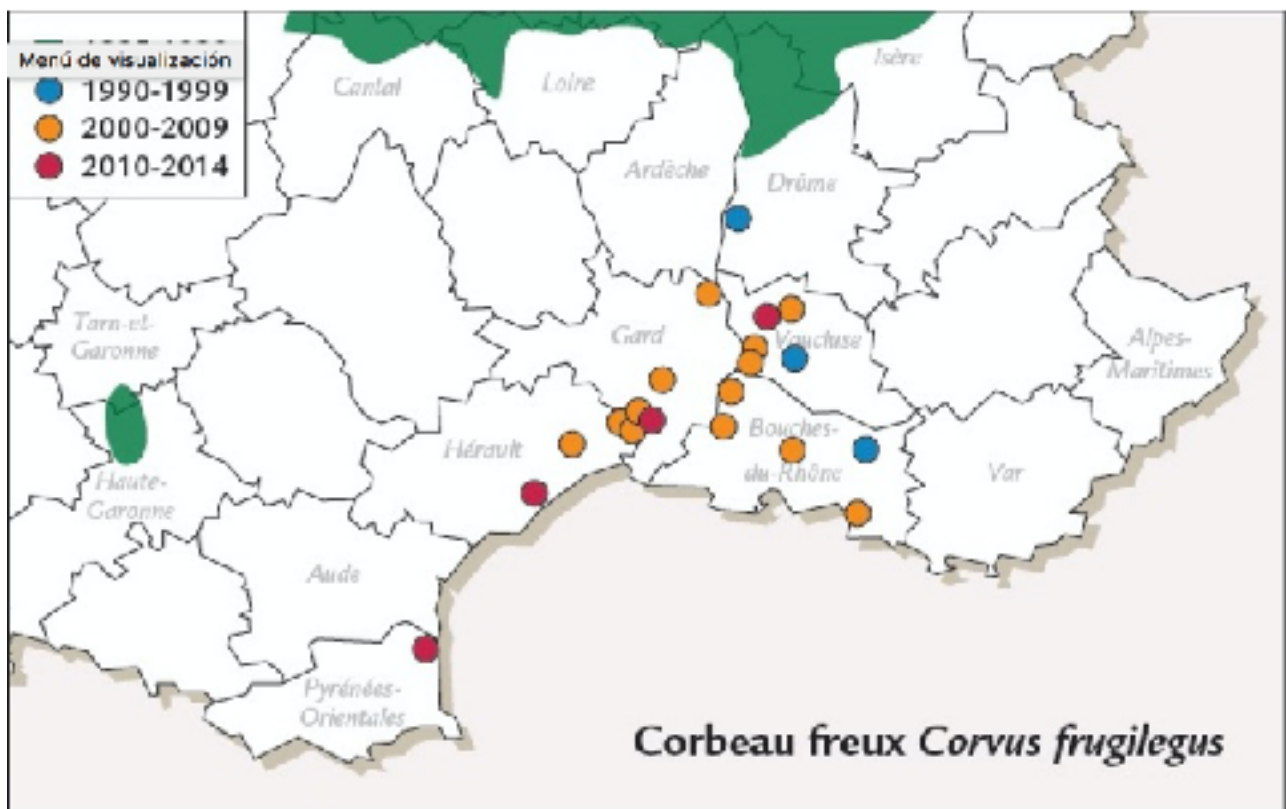 Menú de visualización
1990-1999
2000-2009
2010-2014
Cantal
Loire
Isère
Ardèche
Drôme
Tarn-et-
Garonne
Gard
Vaucluse
Alpes-
Maritimes
Haute-
Garonne
Hérault
Bouches-
du-Rhône
Var
Aude
Pyrénées-
Orientales
Corbeau freux Corvus frugilegus